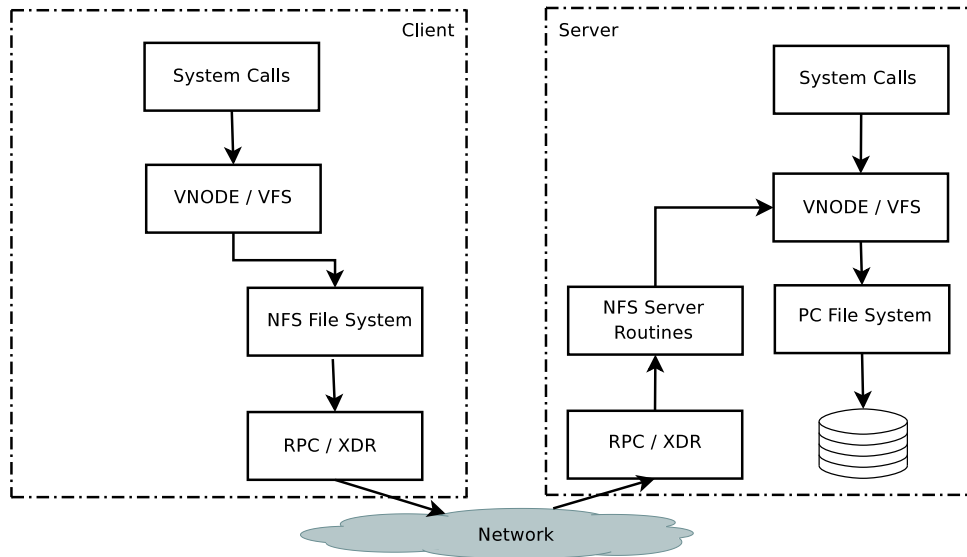 Client
System Calls
VNODE / VFS
NFS File System
RPC / XDR
Server
System Calls
VNODE / VFS
PC File System
NFS Server
Routines
RPC / XDR
Network